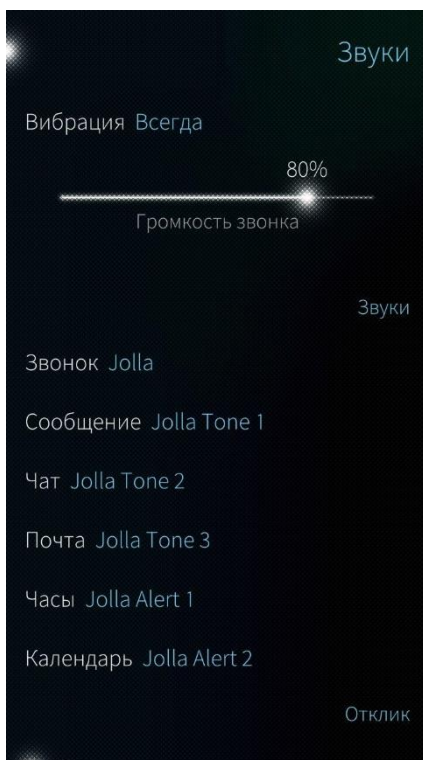 Звуки
Вибрация Всегда
80%
Громкость звонка
Звуки
Звонок Jolla
Сообщение Jolla Tone 1
Чат Jolla Tone 2
Почта Jolla Tone 3
Часы Jolla Alert 1
Календарь Jolla Alert 2
Отклик